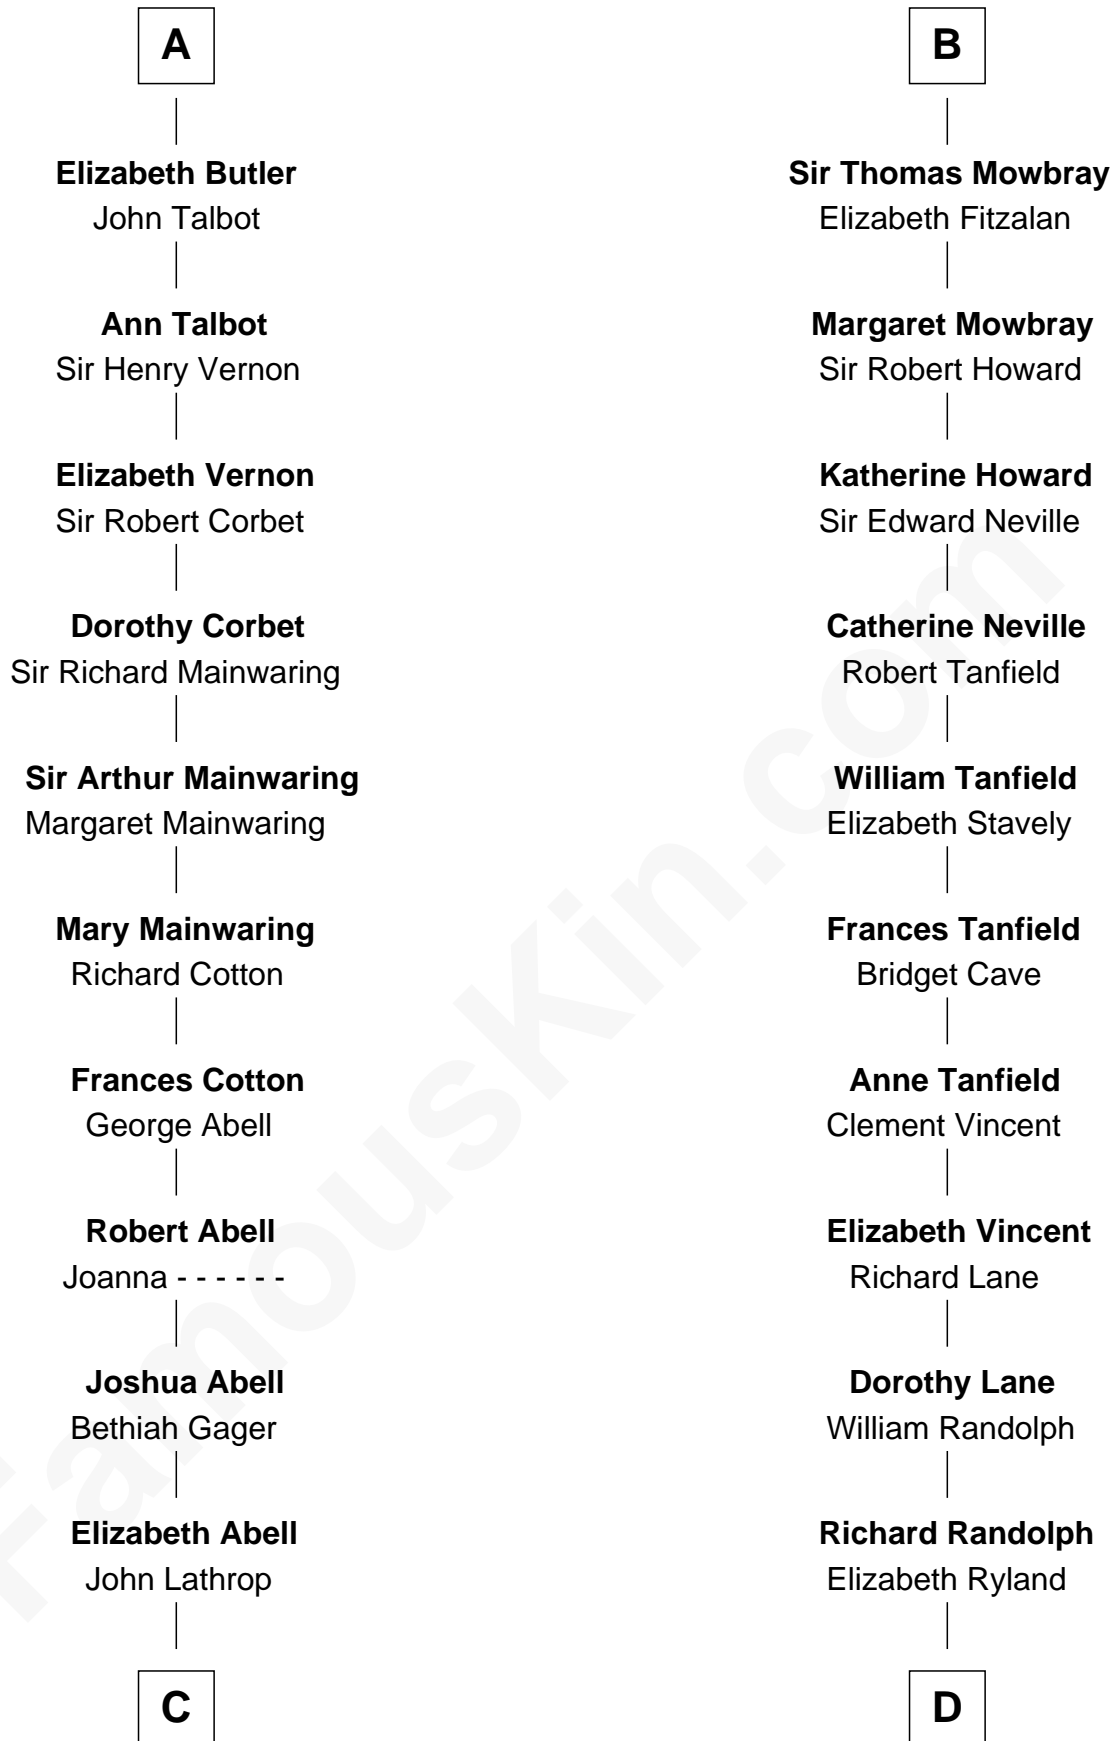 A
Elizabeth Butler
John Talbot
Ann Talbot
Sir Henry Vernon
Elizabeth Vernon
Sir Robert Corbet
Dorothy Corbet
Sir Richard Mainwaring
Sir Arthur Mainwaring
Margaret Mainwaring
Mary Mainwaring
Richard Cotton
Frances Cotton
George Abell
Robert Abell
Joanna - - - - - -
Joshua Abell
Bethiah Gager
Elizabeth Abell
John Lathrop
C
B
Sir Thomas Mowbray
Elizabeth Fitzalan
Margaret Mowbray
Sir Robert Howard
Katherine Howard
Sir Edward Neville
Catherine Neville
Robert Tanfield
William Tanfield
Elizabeth Stavely
Frances Tanfield
Bridget Cave
Anne Tanfield
Clement Vincent
Elizabeth Vincent
Richard Lane
Dorothy Lane
William Randolph
Richard Randolph
Elizabeth Ryland
D
FamousKin.com